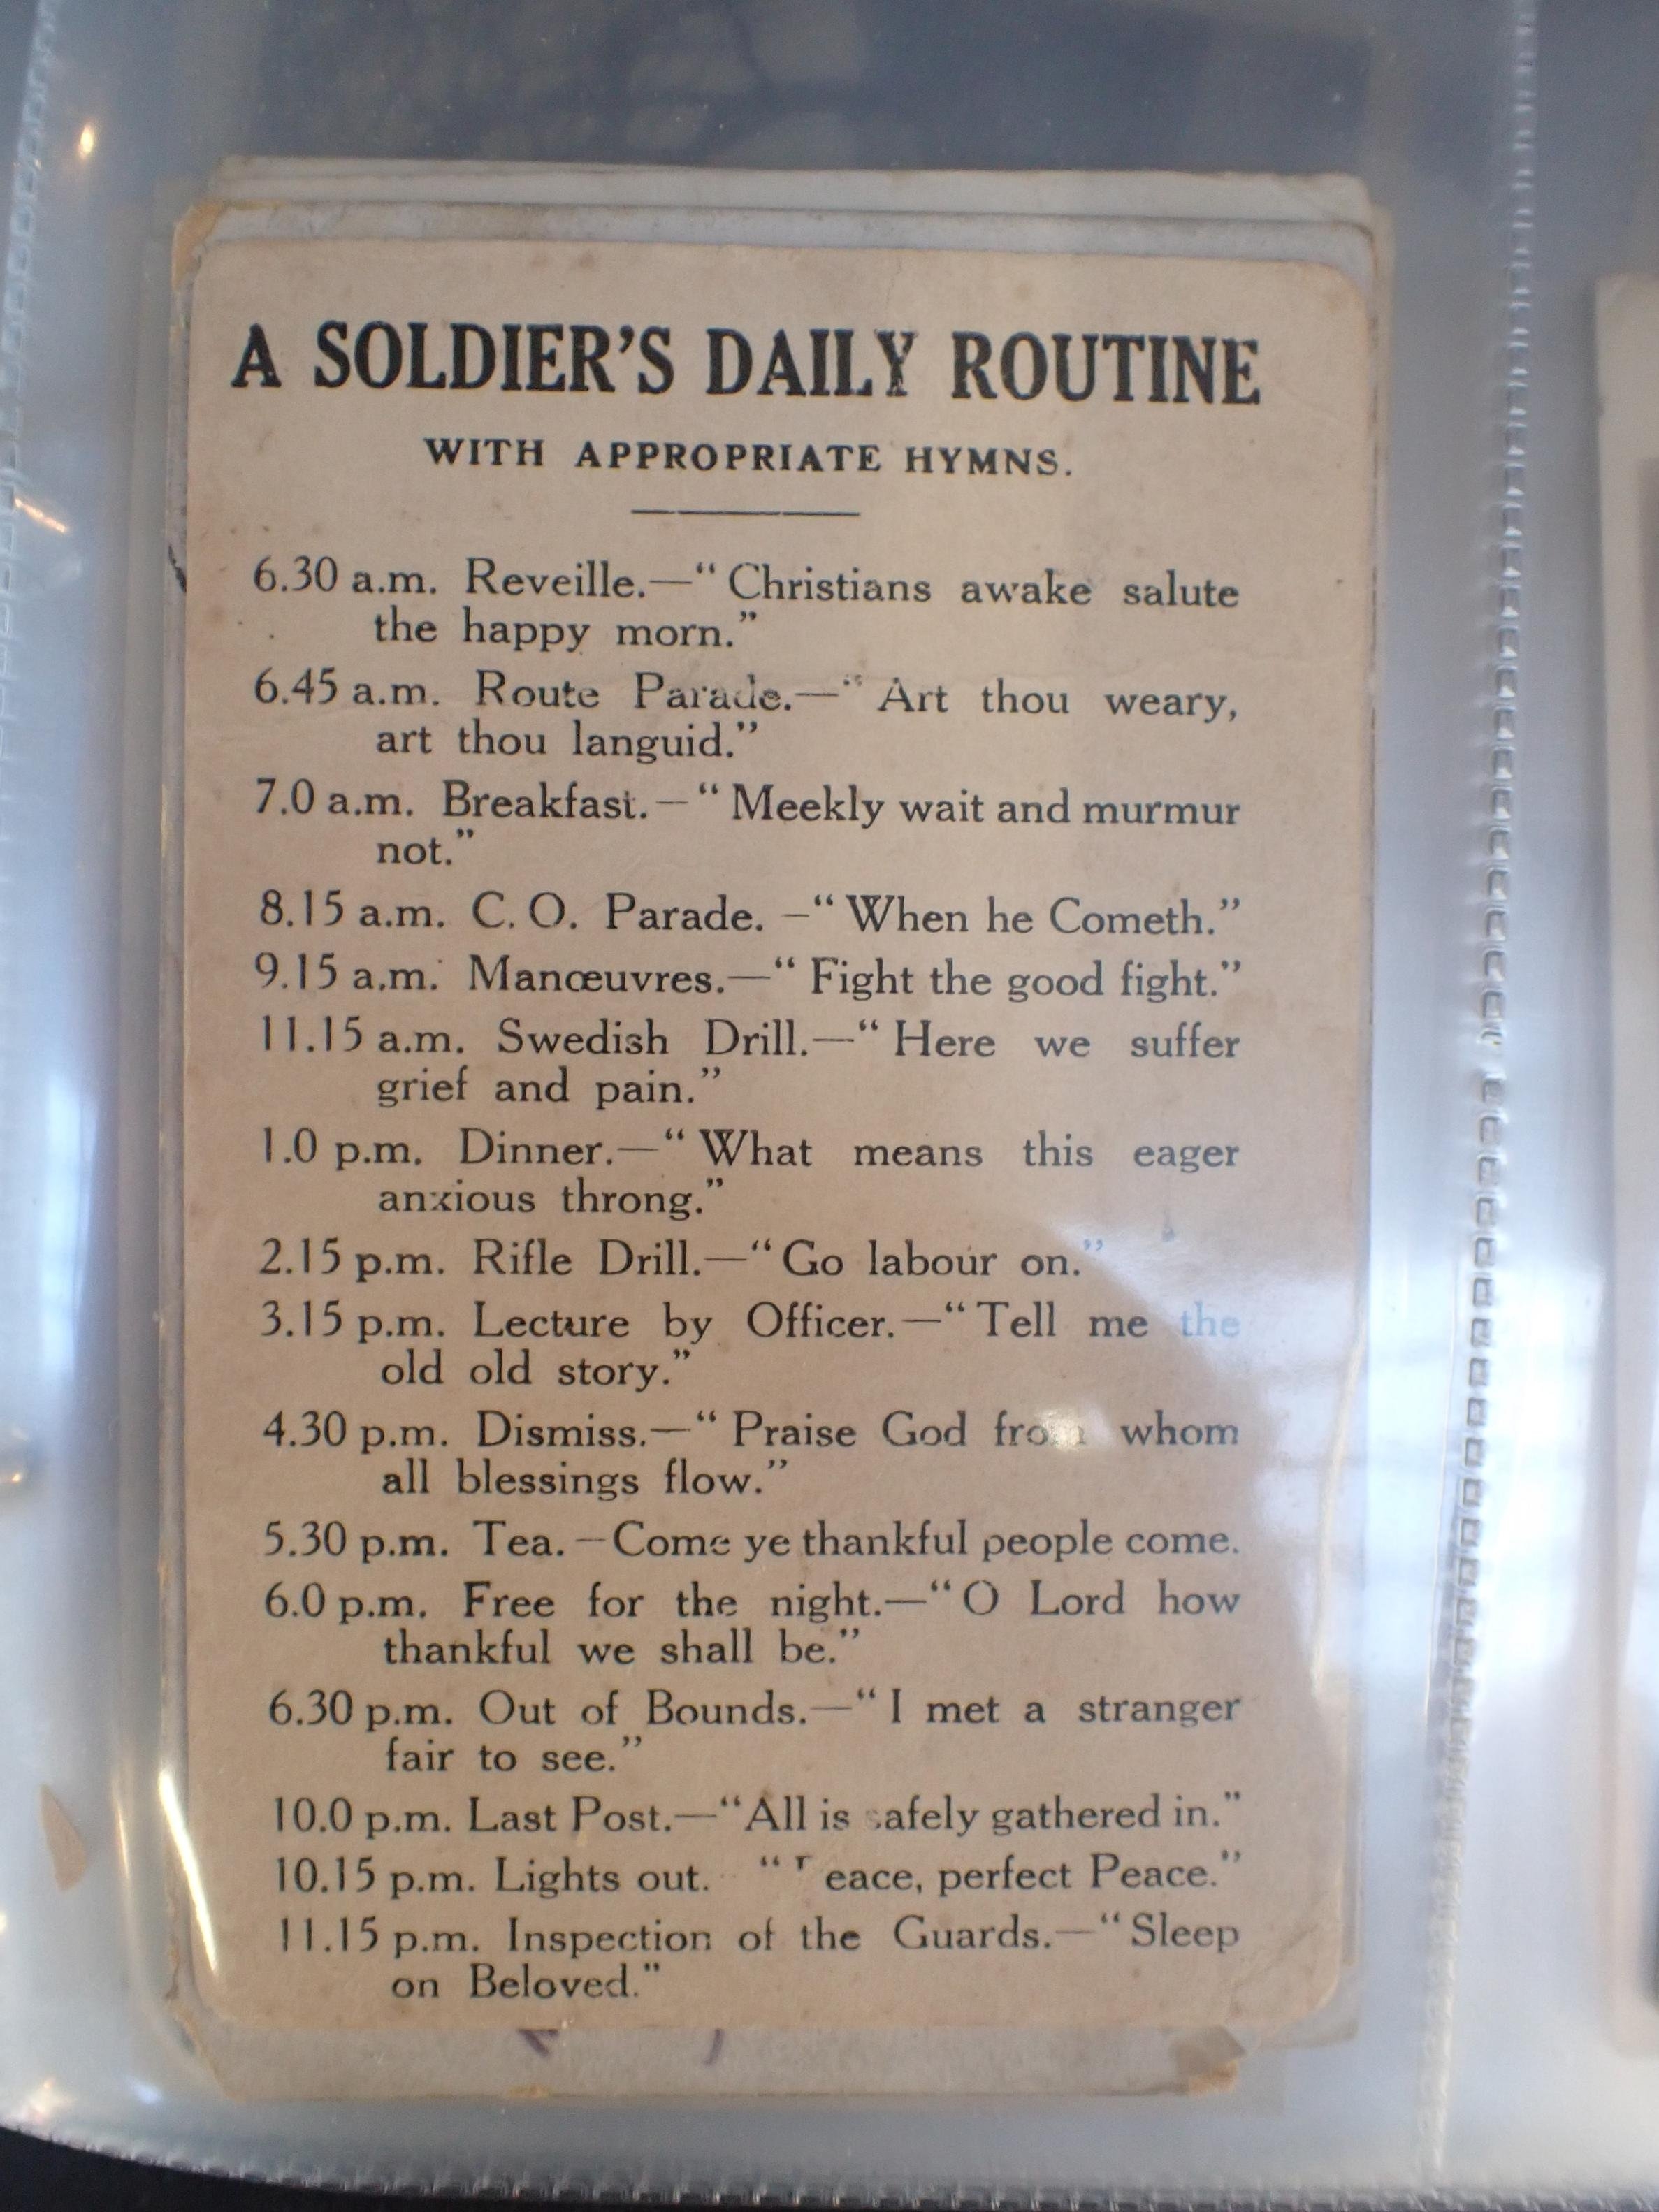 A SOLDIER'S DAILY ROUTINE
WITH APPROPRIATE HYMNS.
6.30 a.m. Reveille.—“Christians awake salute
the happy morn.”
6.45 a.m. Route Parade.—“Art thou weary,
art thou languid.”
7.0 a.m. Breakfast.—“Meekly wait and murmur
not.”
8.15 a.m. C. O. Parade.—“When he Cometh.”
9.15 a.m. Manœuvres.—“Fight the good fight.”
11.15 a.m. Swedish Drill.—“Here we suffer
grief and pain.”
1.0 p.m. Dinner.—“What means this eager
anxious throng.”
2.15 p.m. Rifle Drill.—“Go labour on.”
3.15 p.m. Lecture by Officer.—“Tell me the
old old story.”
4.30 p.m. Dismiss.—“Praise God from whom
all blessings flow.”
5.30 p.m. Tea.—Come ye thankful people come.
6.0 p.m. Free for the night.—“O Lord how
thankful we shall be.”
6.30 p.m. Out of Bounds.—“I met a stranger
fair to see.”
10.0 p.m. Last Post.—“All is safely gathered in.”
10.15 p.m. Lights out. “Peace, perfect Peace.”
11.15 p.m. Inspection of the Guards.—“Sleep
on Beloved.”